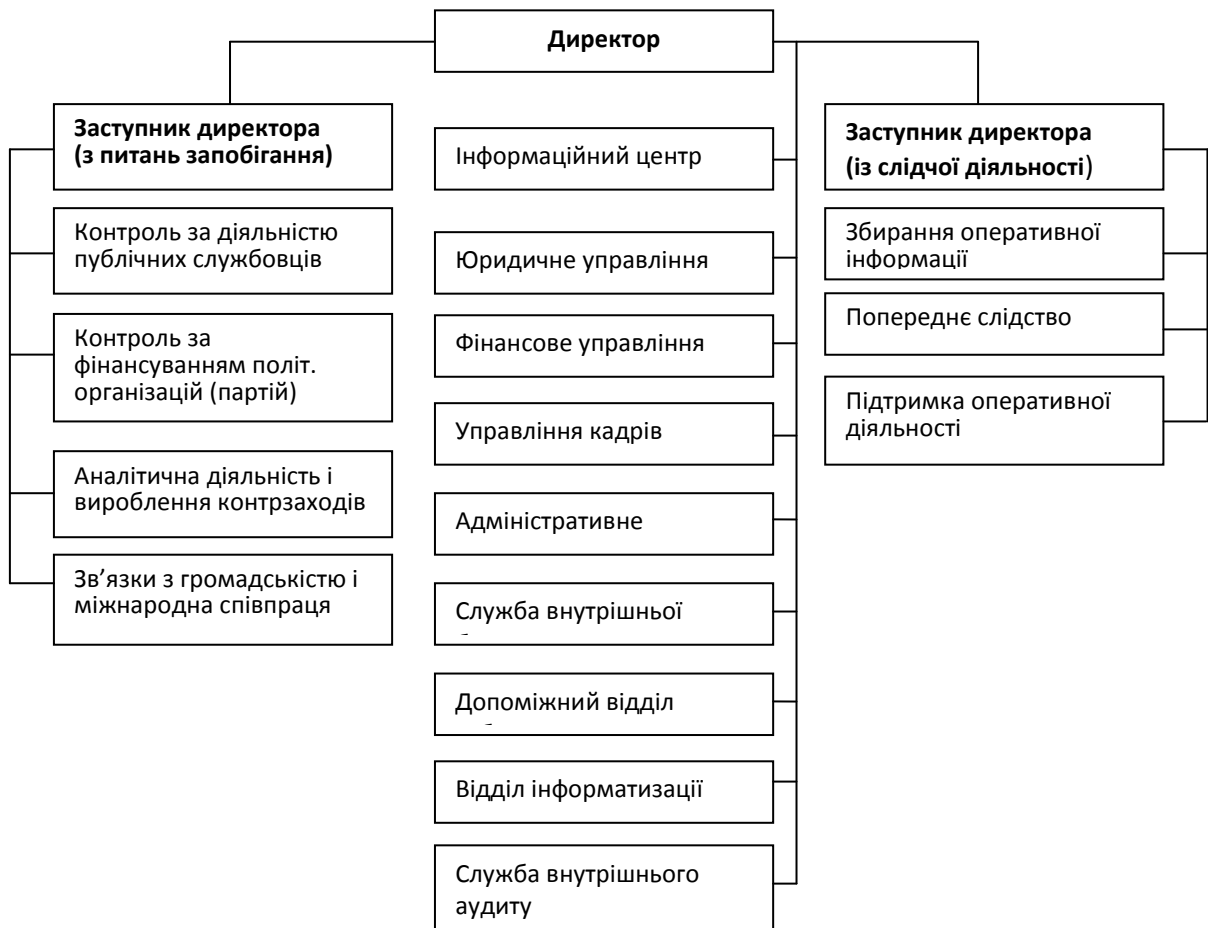 Директор
Заступник директора
(з питань запобігання)
Контроль за діяльністю
публічних службовців
Контроль за
фінансуванням політ.
організацій (партій)
Аналітична діяльність і
вироблення контрзаходів
Зв’язки з громадськістю і
міжнародна співпраця
Інформаційний центр
Юридичне управління
Фінансове управління
Управління кадрів
Адміністративне
Служба внутрішньої
Допоміжний відділ
Відділ інформатизації
Служба внутрішнього
аудиту
Заступник директора
(із слідчої діяльності)
Збирання оперативної
інформації
Попереднє слідство
Підтримка оперативної
діяльності